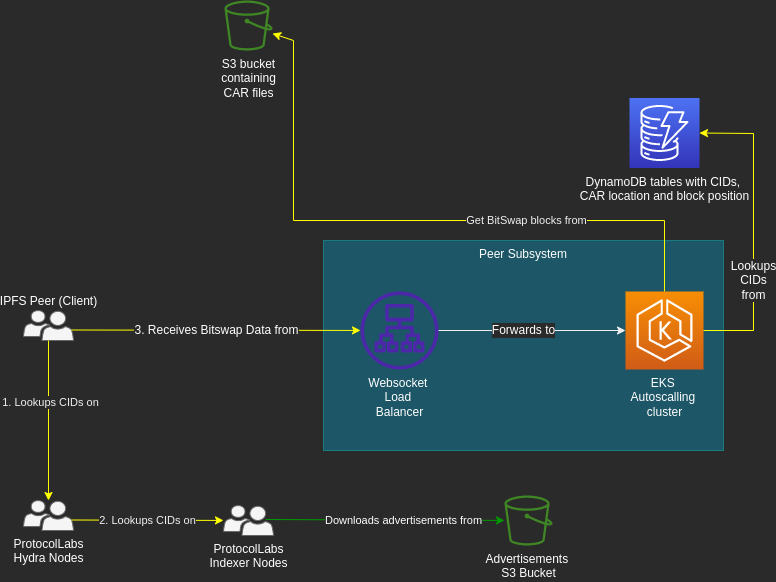 S3 bucket
containing
CAR files
DynamoDB tables with CIDs,
CAR location and block position
Get BitSwap blocks from
Peer Subsystem
Lookups
CIDs
from
IPFS Peer (Client)
3. Receives Bitswap Data from
Forwards to
Websocket
Load
Balancer
EKS
Autoscalling
cluster
1. Lookups CIDs on
2. Lookups CIDs on
Downloads advertisements from
ProtocolLabs
Hydra Nodes
ProtocolLabs
Indexer Nodes
Advertisements
S3 Bucket